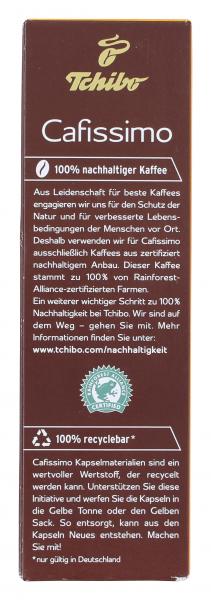 Tchibo
Cafissimo
100% nachhaltiger Kaffee
Aus Leidenschaft für beste Kaffees
engagieren wir uns für den Schutz der
Natur und für verbesserte Lebens-
bedingungen der Menschen vor Ort.
Deshalb verwenden wir für Cafissimo
ausschließlich Kaffees aus zertifiziert
nachhaltigem Anbau. Dieser Kaffee
stammt zu 100% von Rainforest-
Alliance-zertifizierten Farmen.
Ein weiterer wichtiger Schritt zu 100%
Nachhaltigkeit bei Tchibo. Wir sind auf
dem Weg – gehen Sie mit. Mehr
Informationen finden Sie unter:
www.tchibo.com/nachhaltigkeit
RAINFOREST ALLIANCE
CERTIFIED
100% recyclebar*
Cafissimo Kapselmaterialien sind ein
wertvoller Wertstoff, der recycelt
werden kann. Unterstützen Sie diese
Initiative und werfen Sie die Kapseln in
die Gelbe Tonne oder den Gelben
Sack. So entsorgt, kann aus den
Kapseln Neues entstehen. Machen
Sie mit!
*nur gültig in Deutschland